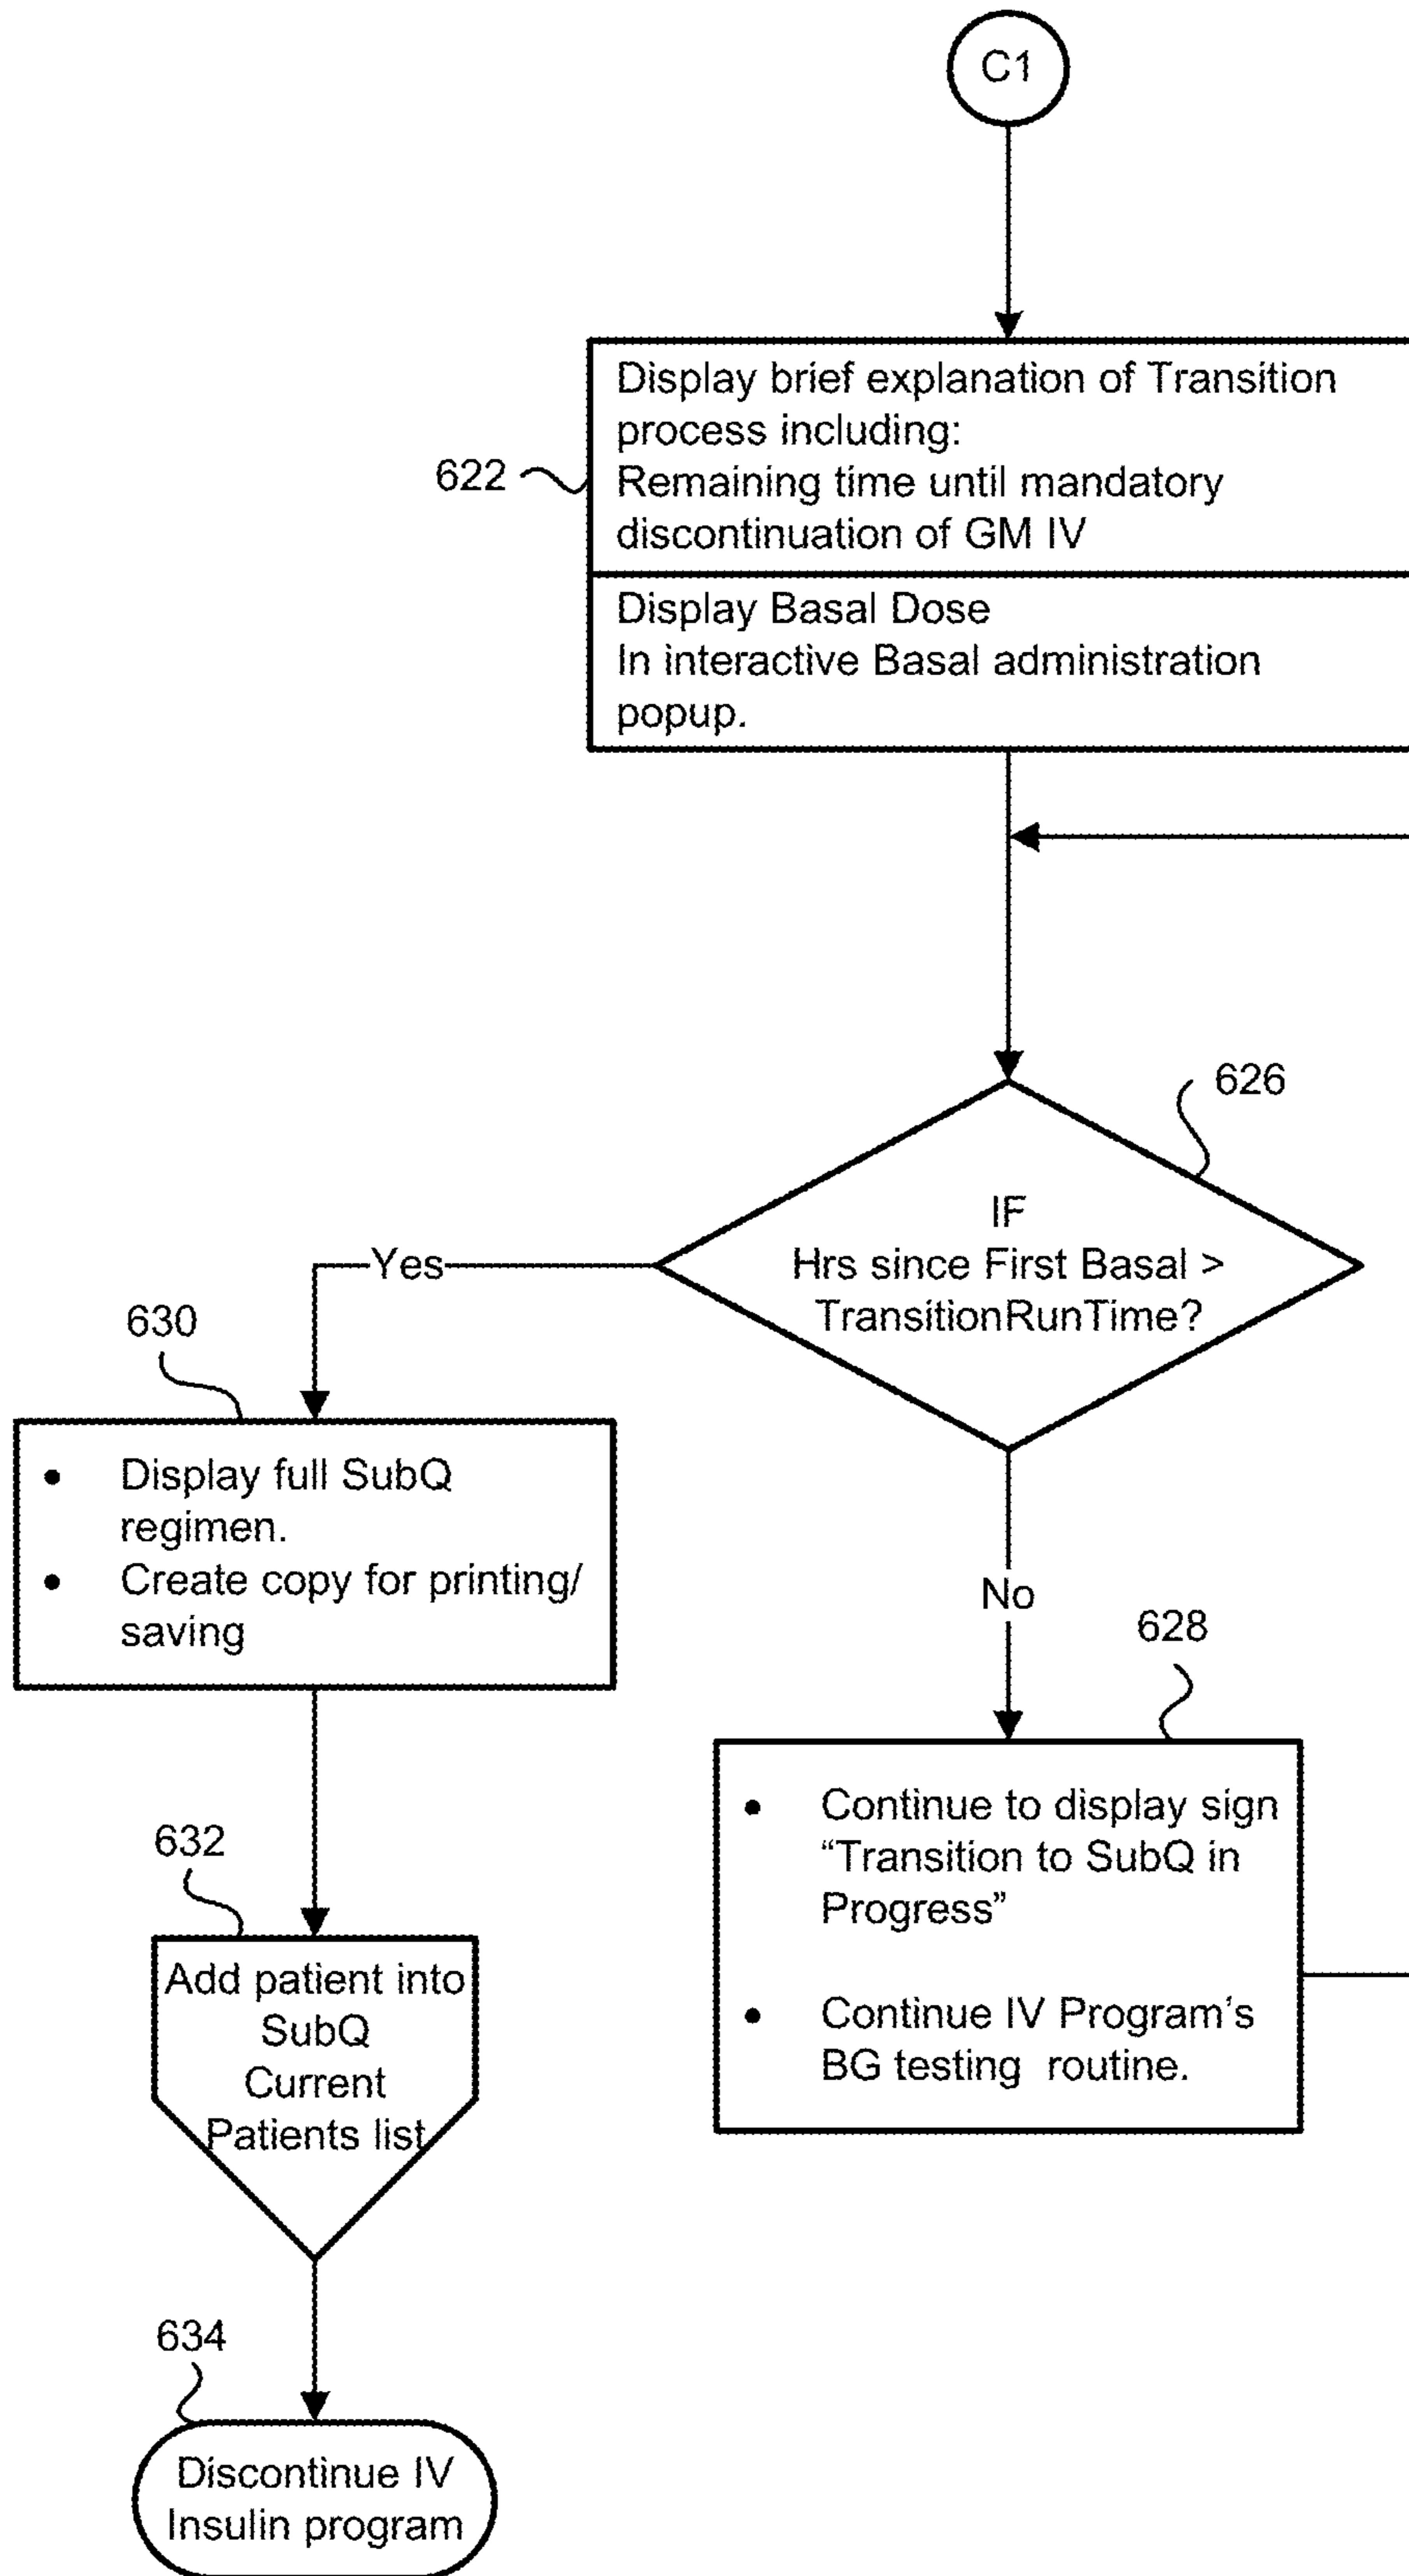 C1
Display brief explanation of Transition
process including:
Remaining time until mandatory
discontinuation of GM IV
622
Display Basal Dose
In interactive Basal administration
popup.
626
IF
Hrs since First Basal >
TransitionRunTime?
Yes
630
• Display full SubQ
regimen.
• Create copy for printing/
saving
No
628
• Continue to display sign
“Transition to SubQ in
Progress”
• Continue IV Program‘s
BG testing routine.
632
Add patient into
SubQ
Current
Patients list
634
Discontinue IV
Insulin program